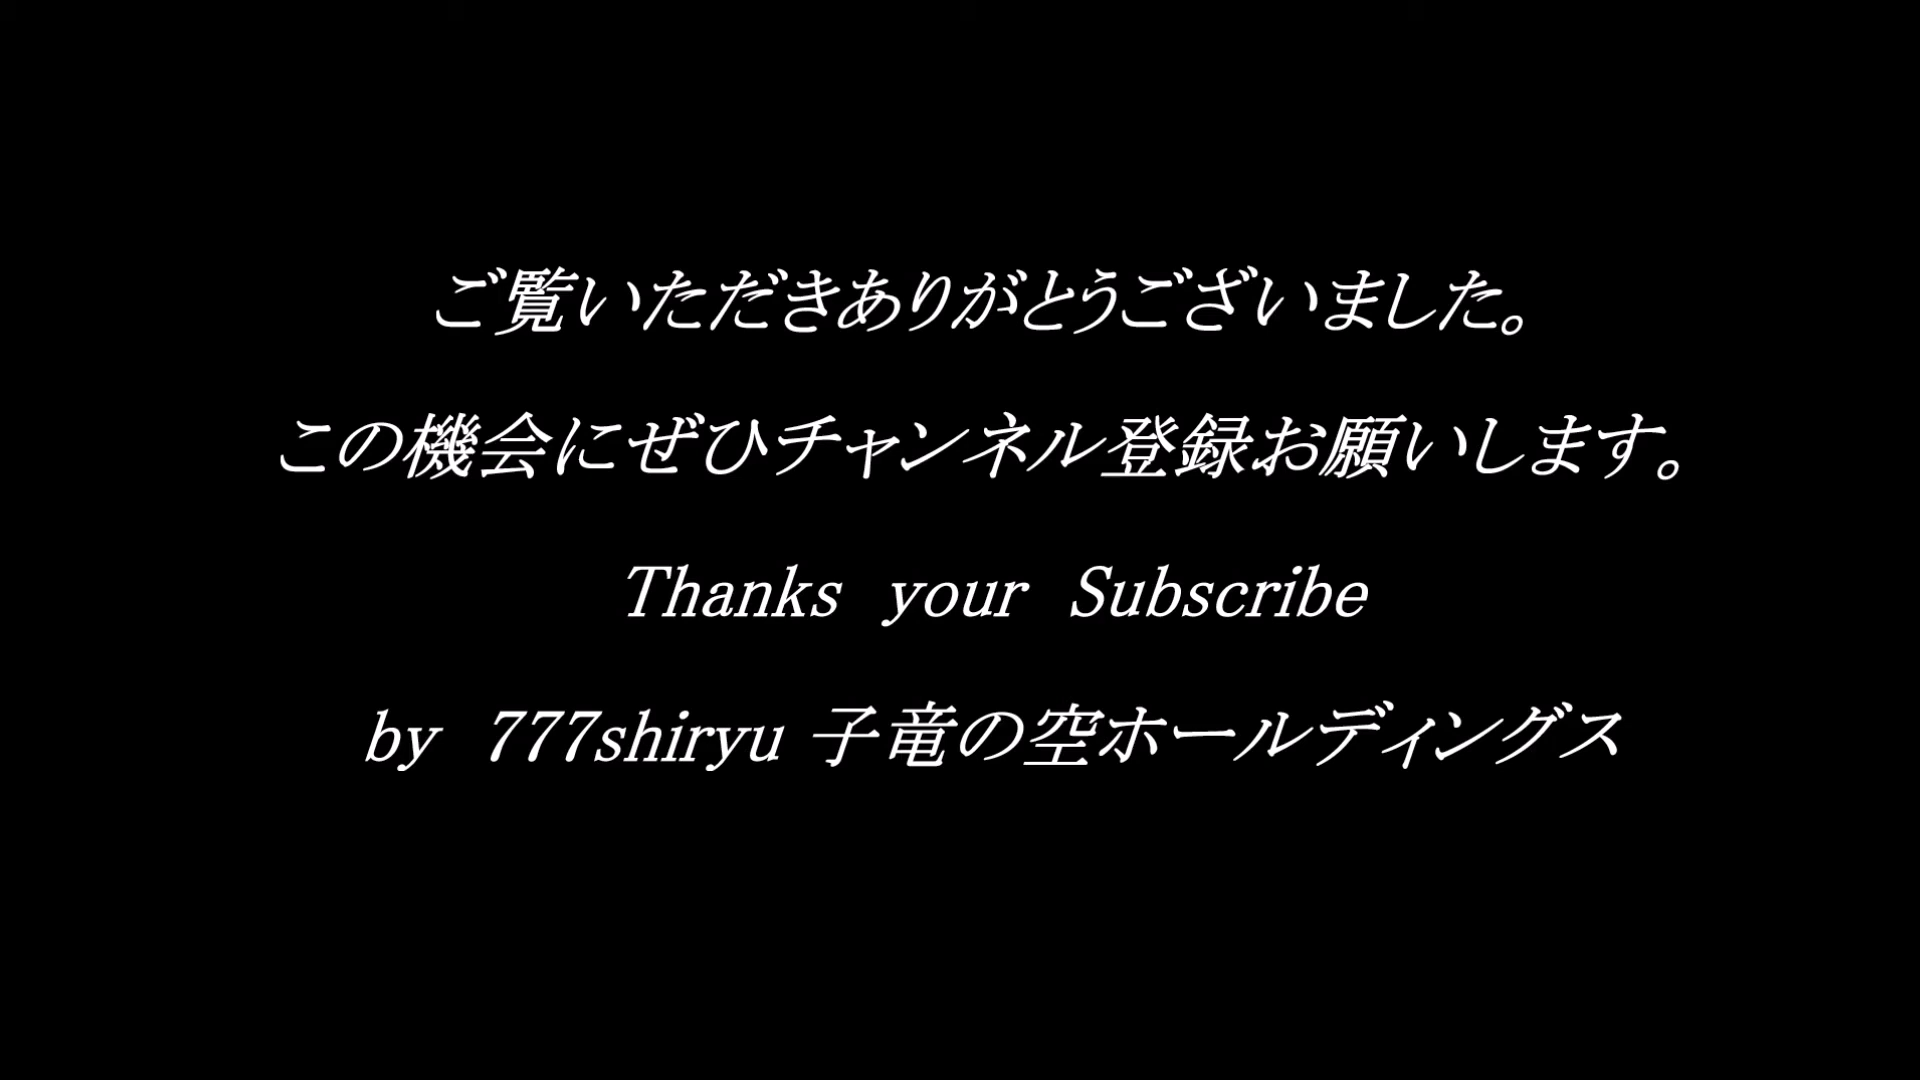 ご覧いただきありがとうございました。
この機会にぜひチャンネル登録お願いします。
Thanks your Subscribe
by 777shiryu 子竜の空ホールディングス